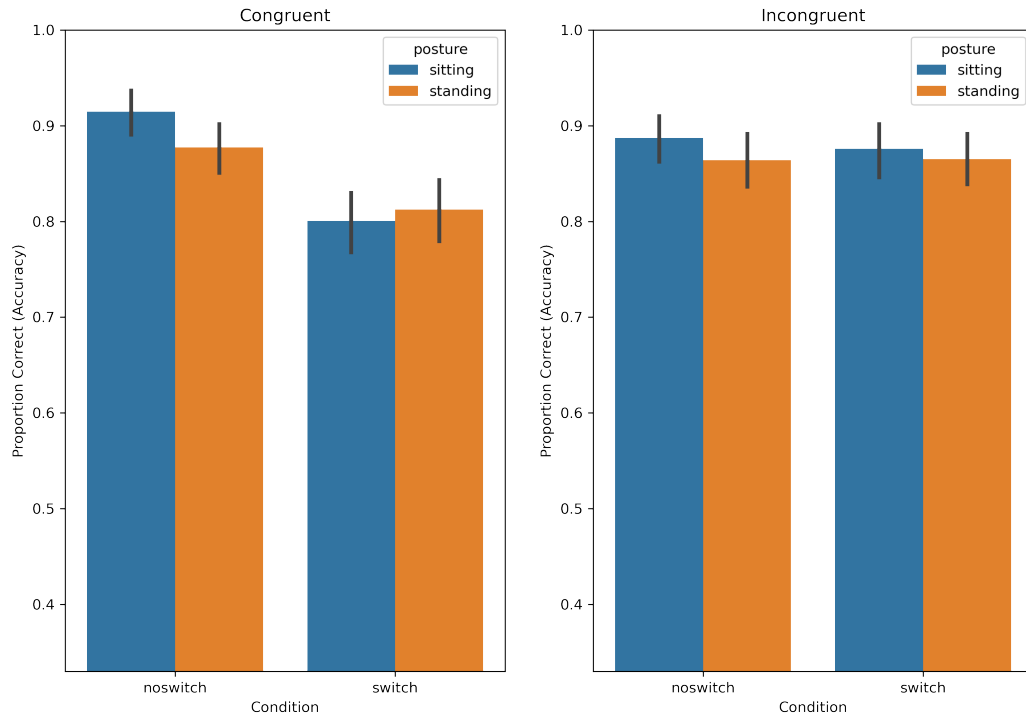 Congruent
Proportion Correct (Accuracy)
1.0
0.9
0.8
0.7
0.6
0.5
0.4
posture
sitting
standing
noswitch
switch
Condition
Incongruent
Proportion Correct (Accuracy)
1.0
0.9
0.8
0.7
0.6
0.5
0.4
posture
sitting
standing
noswitch
switch
Condition